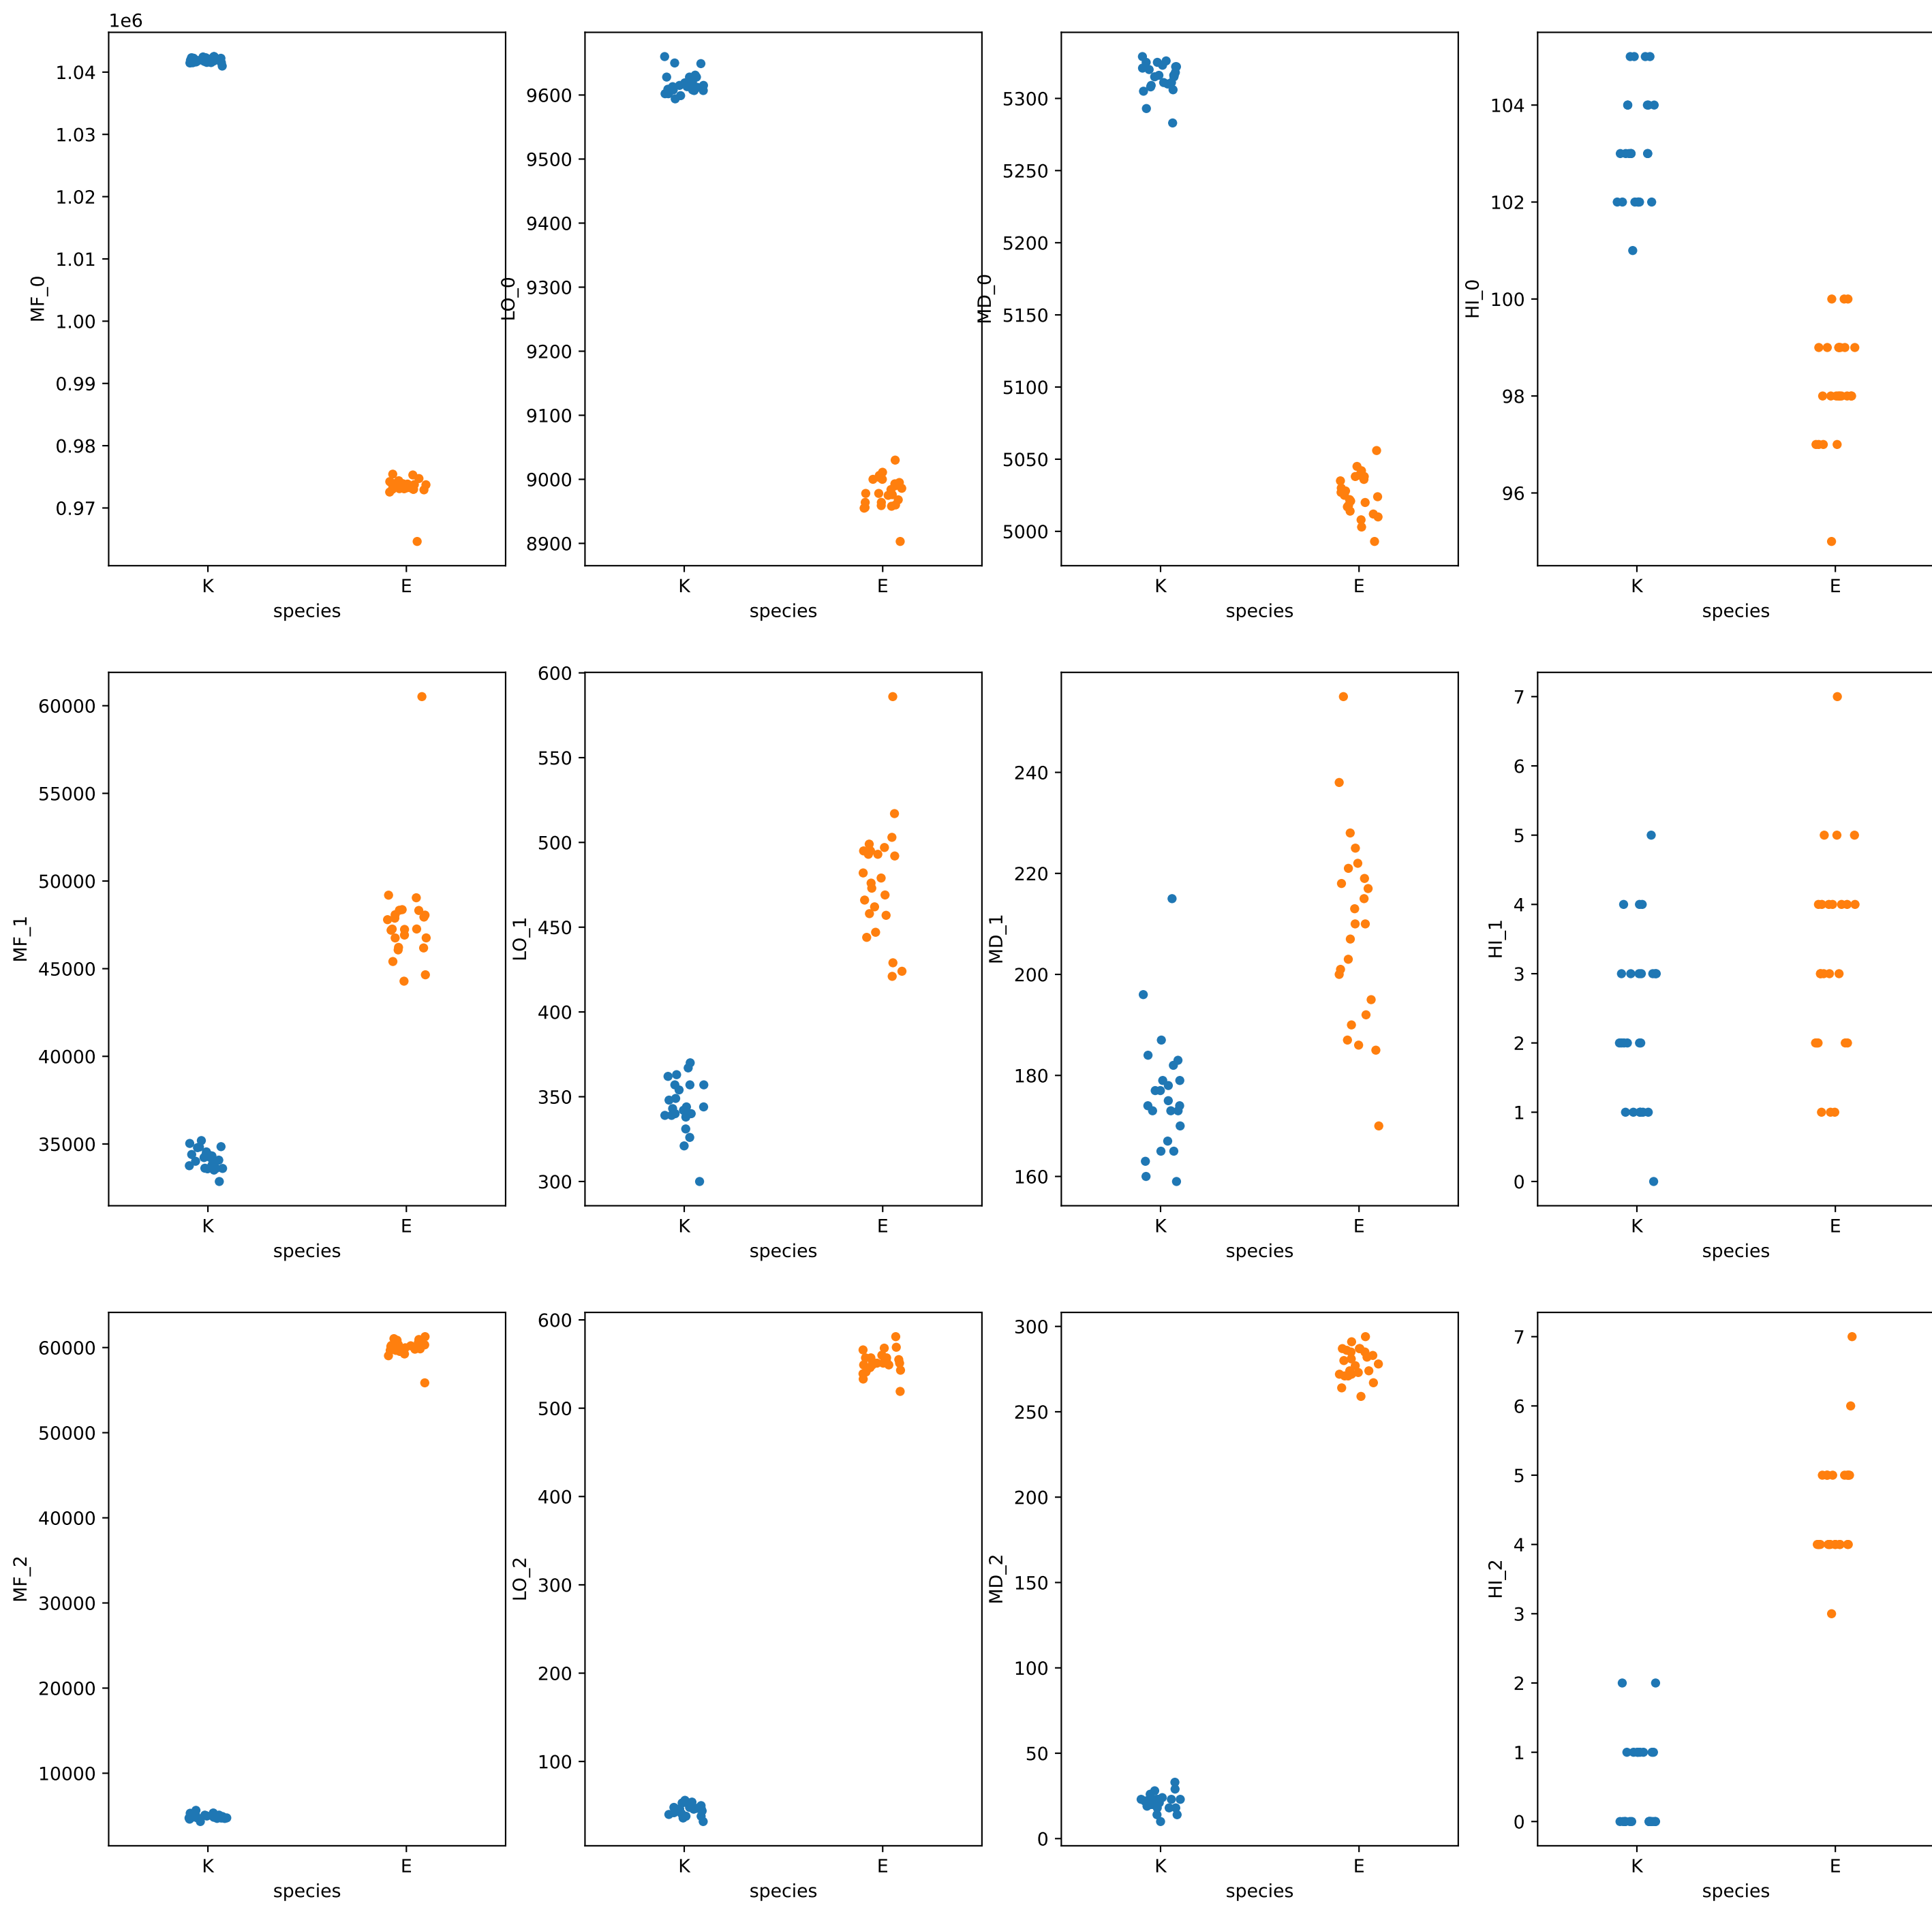 1e6
MF_0
1.04
1.03
1.02
1.01
1.00
0.99
0.98
0.97
K
E
species
LO_0
9600
9500
9400
9300
9200
9100
9000
8900
K
E
species
MD_0
5300
5250
5200
5150
5100
5050
5000
K
E
species
HI_0
104
102
100
98
96
K
E
species
MF_1
60000
55000
50000
45000
40000
35000
K
E
species
LO_1
600
550
500
450
400
350
300
K
E
species
MD_1
240
220
200
180
160
K
E
species
HI_1
7
6
5
4
3
2
1
0
K
E
species
MF_2
60000
50000
40000
30000
20000
10000
K
E
species
LO_2
600
500
400
300
200
100
K
E
species
MD_2
300
250
200
150
100
50
0
K
E
species
HI_2
7
6
5
4
3
2
1
0
K
E
species